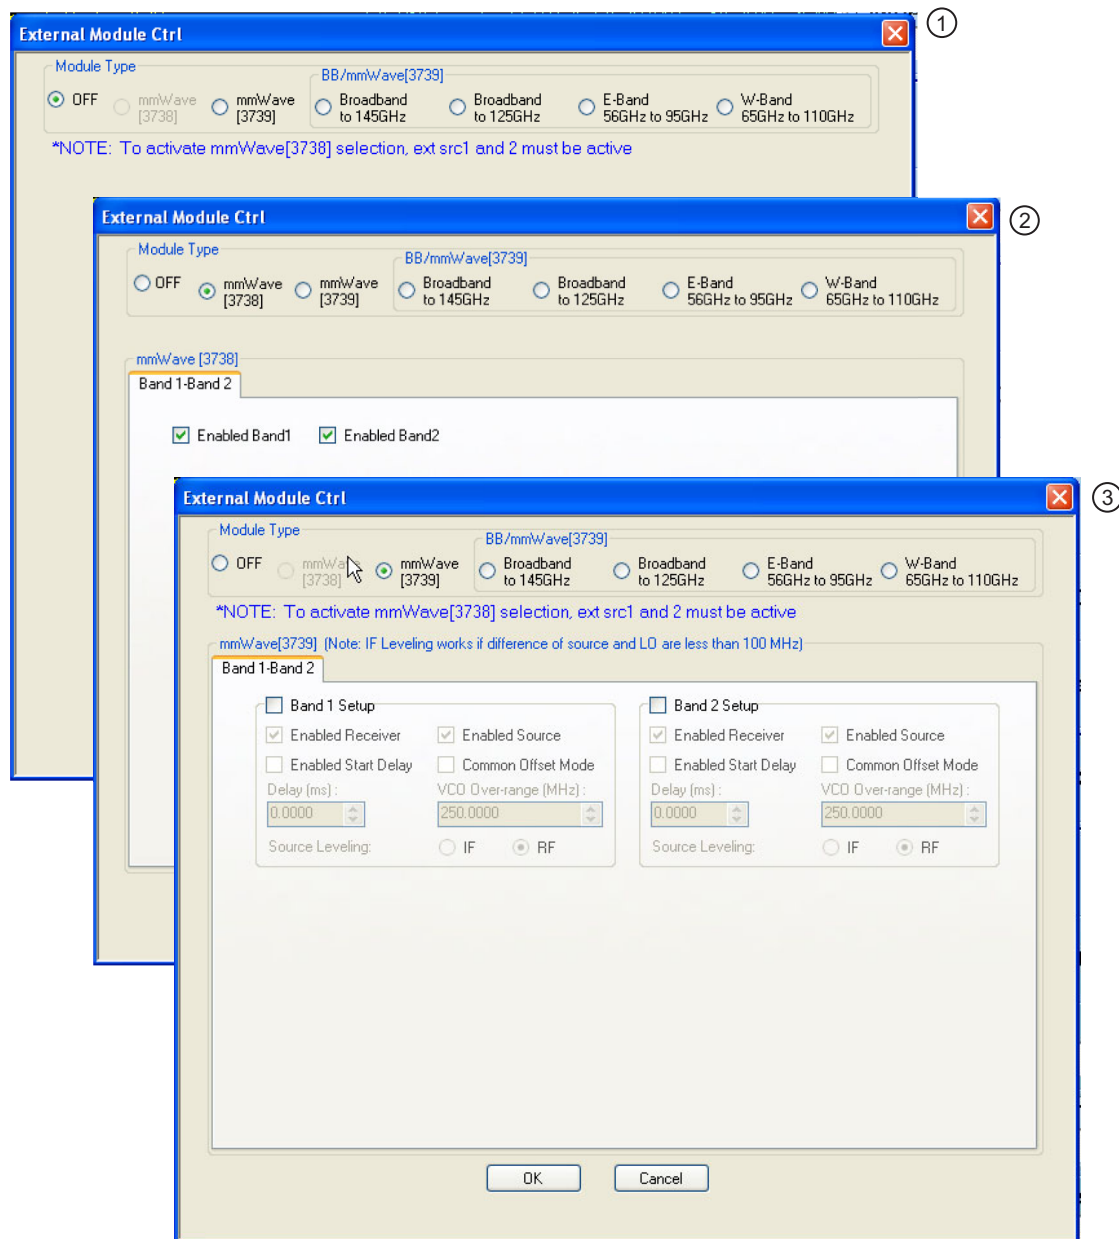 External Module Ctrl
①
Module Type
BB/mmWave[3739]
OFF mmWave [3738] mmWave [3739] Broadband to 145GHz Broadband to 125GHz E-Band 56GHz to 95GHz W-Band 65GHz to 110GHz
*NOTE: To activate mmWave[3738] selection, ext src1 and 2 must be active
External Module Ctrl
②
Module Type
BB/mmWave[3739]
OFF mmWave [3738] mmWave [3739] Broadband to 145GHz Broadband to 125GHz E-Band 56GHz to 95GHz W-Band 65GHz to 110GHz
mmWave [3738]
Band 1-Band 2
Enabled Band1 Enabled Band2
External Module Ctrl
③
Module Type
BB/mmWave[3739]
OFF mmWave [3738] mmWave [3739] Broadband to 145GHz Broadband to 125GHz E-Band 56GHz to 95GHz W-Band 65GHz to 110GHz
*NOTE: To activate mmWave[3738] selection, ext src1 and 2 must be active
mmWave[3739] (Note: IF Leveling works if difference of source and LO are less than 100 MHz)
Band 1-Band 2
Band 1 Setup
Enabled Receiver Enabled Source
Enabled Start Delay Common Offset Mode
Delay (ms) : VCO Over-range (MHz) :
0.0000 250.0000
Source Leveling: IF RF
Band 2 Setup
Enabled Receiver Enabled Source
Enabled Start Delay Common Offset Mode
Delay (ms) : VCO Over-range (MHz) :
0.0000 250.0000
Source Leveling: IF RF
OK Cancel